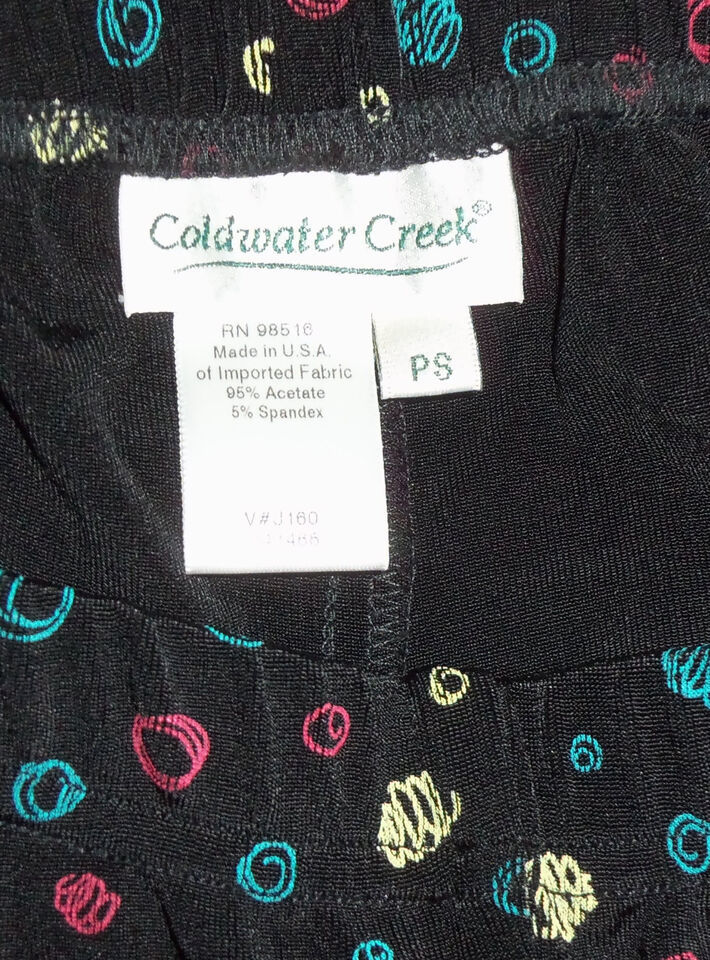 Coldwater Creek®
RN 98516
Made in U.S.A.
of Imported Fabric
95% Acetate
5% Spandex
PS
V#J160